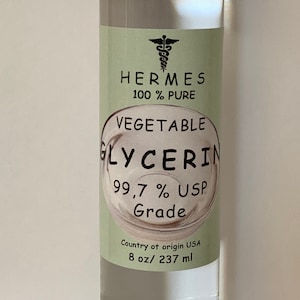 HERMES
100 % PURE
VEGETABLE
GLYCERIN
99,7 % USP
Grade
Country of origin USA
8 oz/ 237 ml